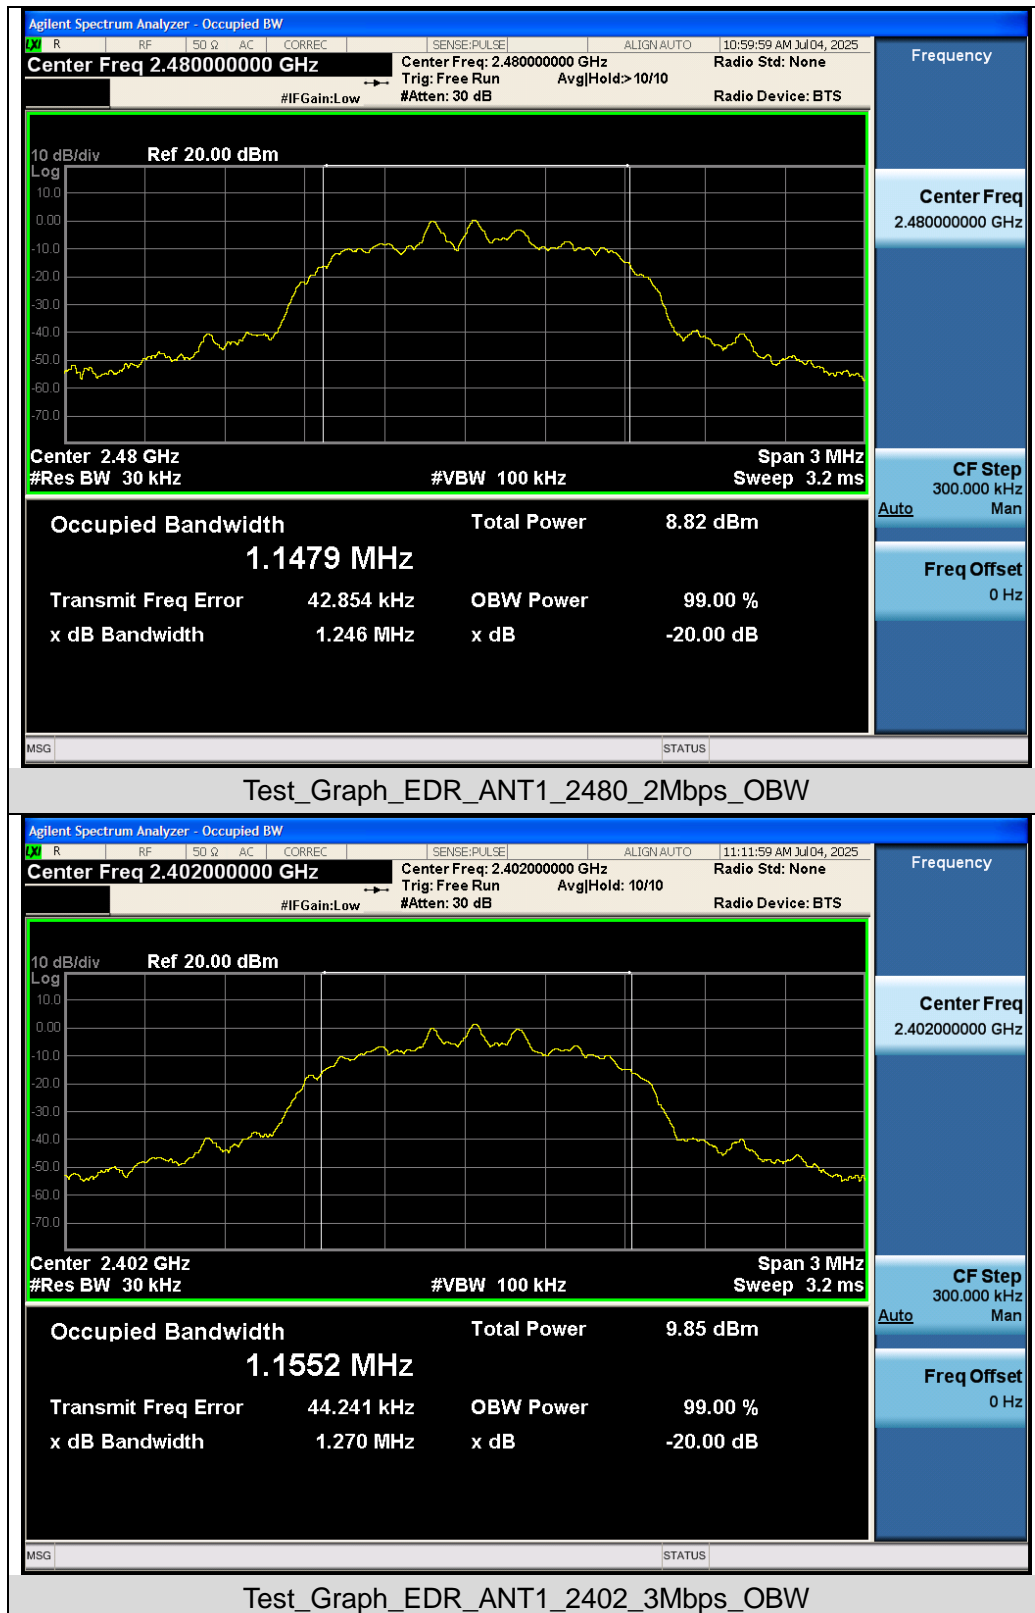 Agilent Spectrum Analyzer - Occupied BW
LXI R RF 50 Ω AC CORREC SENSE:PULSE ALIGN AUTO 10:59:59 AM Jul 04, 2025
Center Freq 2.480000000 GHz Center Freq: 2.480000000 GHz Radio Std: None
Trig: Free Run Avg|Hold:>10/10
#IFGain:Low #Atten: 30 dB Radio Device: BTS
Frequency
10 dB/div Ref 20.00 dBm
Log
10.0
0.00
-10.0
-20.0
-30.0
-40.0
-50.0
-60.0
-70.0
Center 2.48 GHz Span 3 MHz
#Res BW 30 kHz #VBW 100 kHz Sweep 3.2 ms
Center Freq
2.480000000 GHz
CF Step
300.000 kHz
Auto Man
Freq Offset
0 Hz
Occupied Bandwidth Total Power 8.82 dBm
1.1479 MHz
Transmit Freq Error 42.854 kHz OBW Power 99.00 %
x dB Bandwidth 1.246 MHz x dB -20.00 dB
MSG STATUS
Test_Graph_EDR_ANT1_2480_2Mbps_OBW
Agilent Spectrum Analyzer - Occupied BW
LXI R RF 50 Ω AC CORREC SENSE:PULSE ALIGN AUTO 11:11:59 AM Jul 04, 2025
Center Freq 2.402000000 GHz Center Freq: 2.402000000 GHz Radio Std: None
Trig: Free Run Avg|Hold: 10/10
#IFGain:Low #Atten: 30 dB Radio Device: BTS
Frequency
10 dB/div Ref 20.00 dBm
Log
10.0
0.00
-10.0
-20.0
-30.0
-40.0
-50.0
-60.0
-70.0
Center 2.402 GHz Span 3 MHz
#Res BW 30 kHz #VBW 100 kHz Sweep 3.2 ms
Center Freq
2.402000000 GHz
CF Step
300.000 kHz
Auto Man
Freq Offset
0 Hz
Occupied Bandwidth Total Power 9.85 dBm
1.1552 MHz
Transmit Freq Error 44.241 kHz OBW Power 99.00 %
x dB Bandwidth 1.270 MHz x dB -20.00 dB
MSG STATUS
Test_Graph_EDR_ANT1_2402_3Mbps_OBW